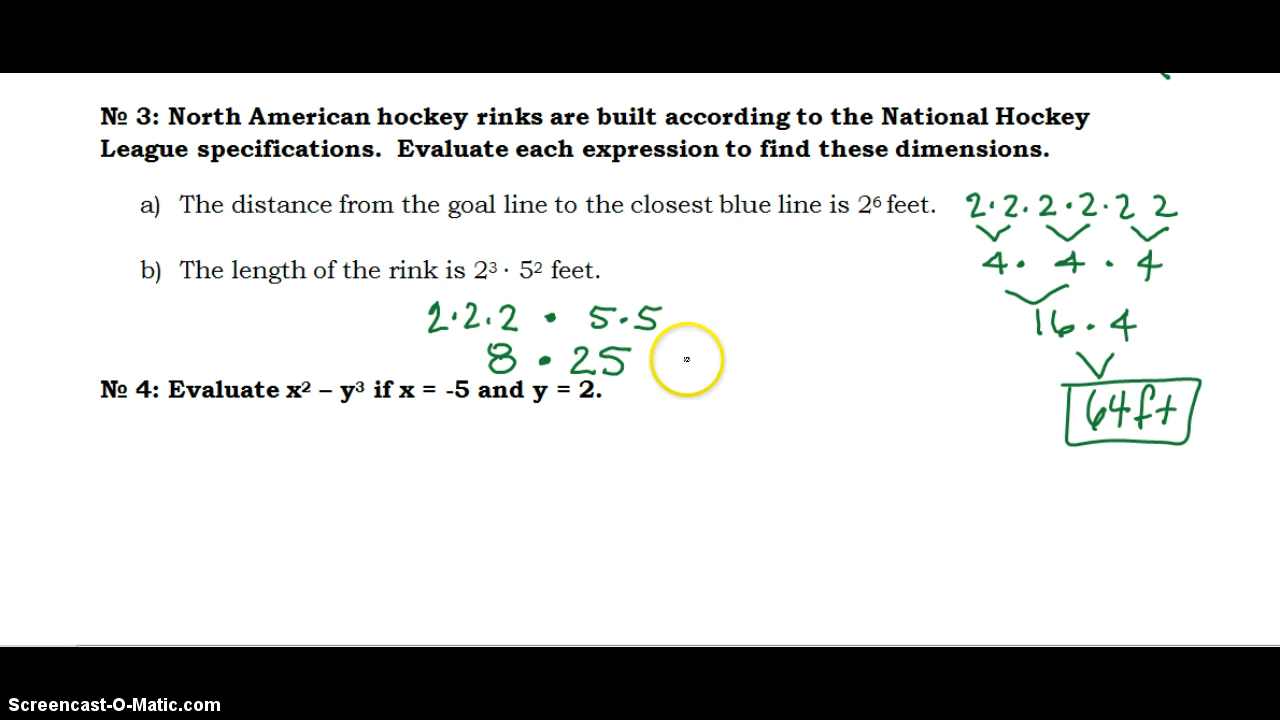 № 3: North American hockey rinks are built according to the National Hockey
League specifications. Evaluate each expression to find these dimensions.
a) The distance from the goal line to the closest blue line is 2⁶ feet.
2·2·2·2·2 2
4· 4 · 4
16·4
64ft
b) The length of the rink is 2³ · 5² feet.
2·2·2 · 5·5
8 · 25
№ 4: Evaluate x² – y³ if x = -5 and y = 2.
Screencast-O-Matic.com